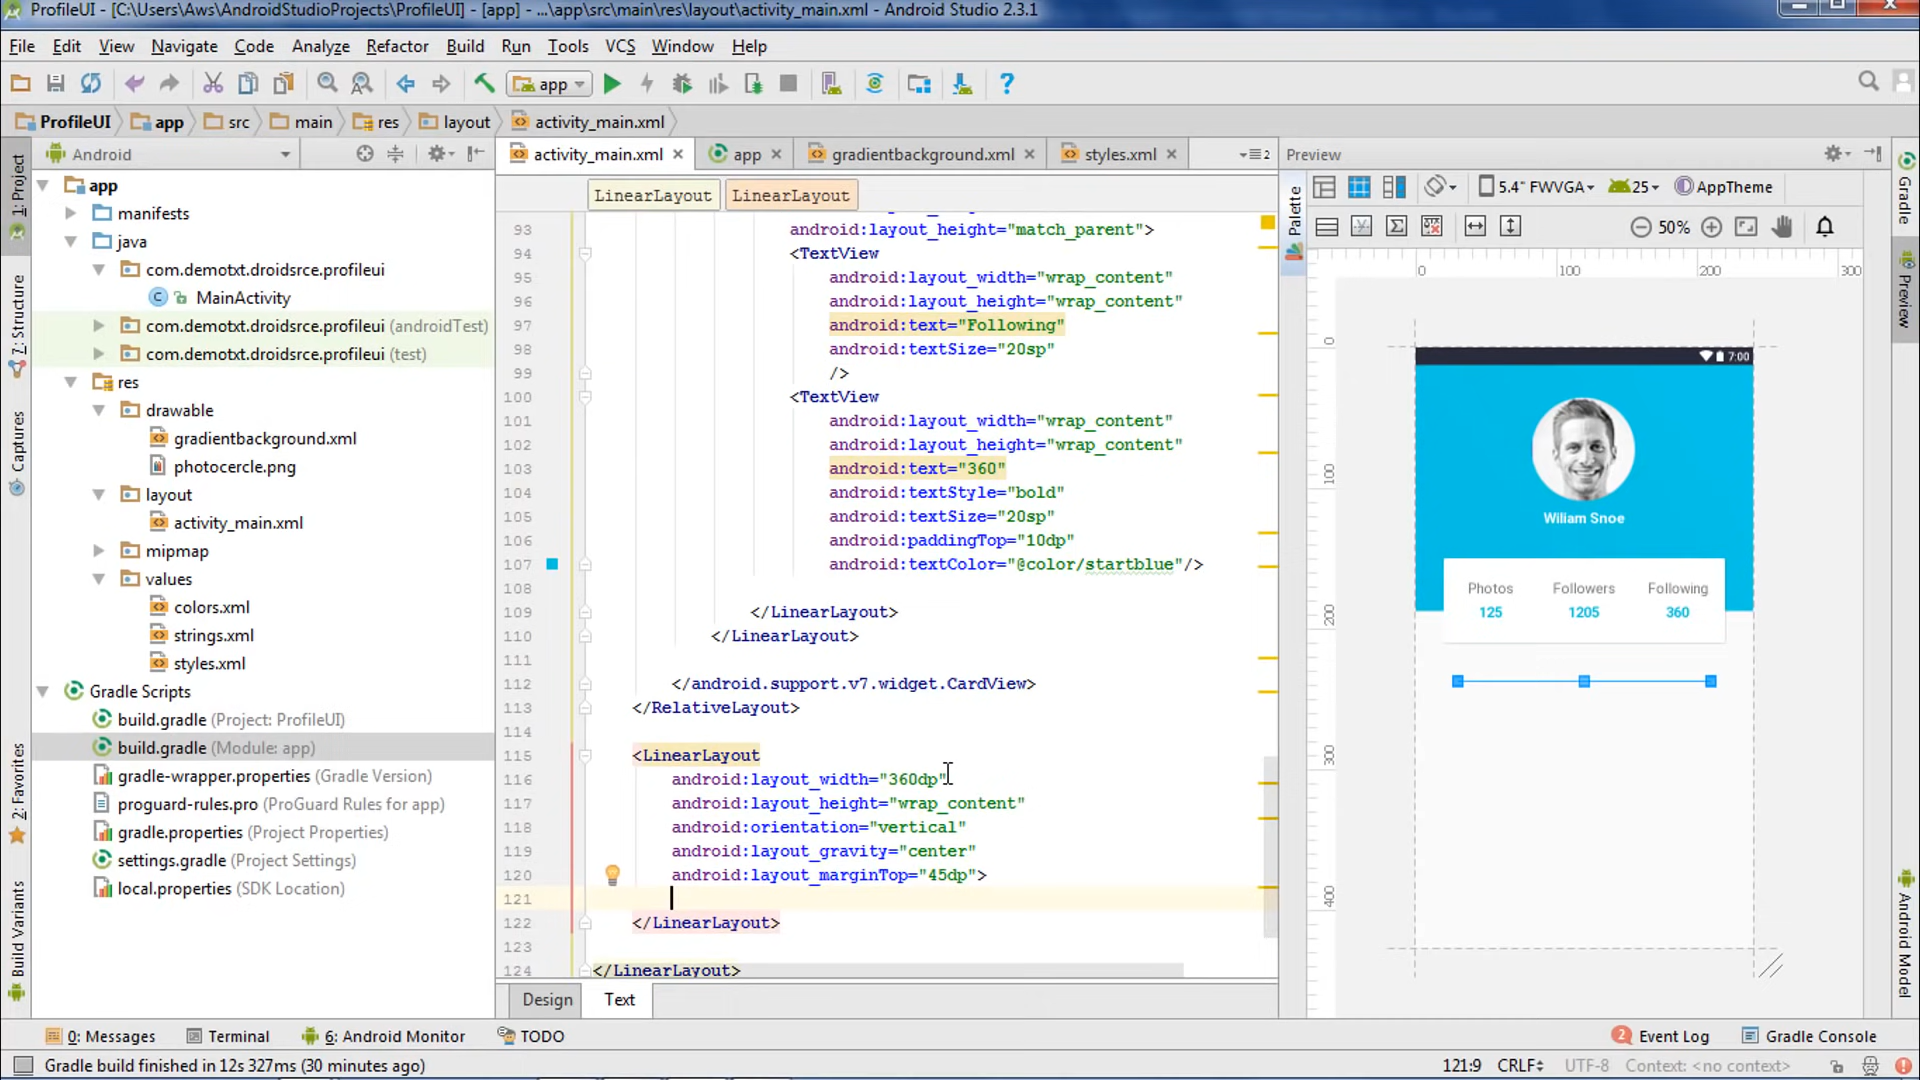 ProfileUI - [C:\Users\Aws\AndroidStudioProjects\ProfileUI] - [app] - ...\app\src\main\res\layout\activity_main.xml - Android Studio 2.3.1
File Edit View Navigate Code Analyze Refactor Build Run Tools VCS Window Help
app
ProfileUI app src main res layout activity_main.xml
Android
activity_main.xml app gradientbackground.xml styles.xml 2
Preview
LinearLayout LinearLayout
5.4" FWVGA 25 AppTheme
50%
app
manifests
java
com.demotxt.droidsrce.profileui
MainActivity
com.demotxt.droidsrce.profileui (androidTest)
com.demotxt.droidsrce.profileui (test)
res
drawable
gradientbackground.xml
photocercle.png
layout
activity_main.xml
mipmap
values
colors.xml
strings.xml
styles.xml
Gradle Scripts
build.gradle (Project: ProfileUI)
build.gradle (Module: app)
gradle-wrapper.properties (Gradle Version)
proguard-rules.pro (ProGuard Rules for app)
gradle.properties (Project Properties)
settings.gradle (Project Settings)
local.properties (SDK Location)
1: Project
7: Structure
Captures
2: Favorites
Build Variants
93 android:layout_height="match_parent">
94 <TextView
95 android:layout_width="wrap_content"
96 android:layout_height="wrap_content"
97 android:text="Following"
98 android:textSize="20sp"
99 />
100 <TextView
101 android:layout_width="wrap_content"
102 android:layout_height="wrap_content"
103 android:text="360"
104 android:textStyle="bold"
105 android:textSize="20sp"
106 android:paddingTop="10dp"
107 android:textColor="@color/startblue"/>
108
109 </LinearLayout>
110 </LinearLayout>
111
112 </android.support.v7.widget.CardView>
113 </RelativeLayout>
114
115 <LinearLayout
116 android:layout_width="360dp"
117 android:layout_height="wrap_content"
118 android:orientation="vertical"
119 android:layout_gravity="center"
120 android:layout_marginTop="45dp">
121
122 </LinearLayout>
123
124 </LinearLayout>
Design Text
Palette
0 100 200 300
0
100
200
300
400
7:00
Wiliam Snoe
Photos Followers Following
125 1205 360
Gradle
Preview
Android Model
0: Messages Terminal 6: Android Monitor TODO 2 Event Log Gradle Console
Gradle build finished in 12s 327ms (30 minutes ago) 121:9 CRLF UTF-8 Context: <no context>